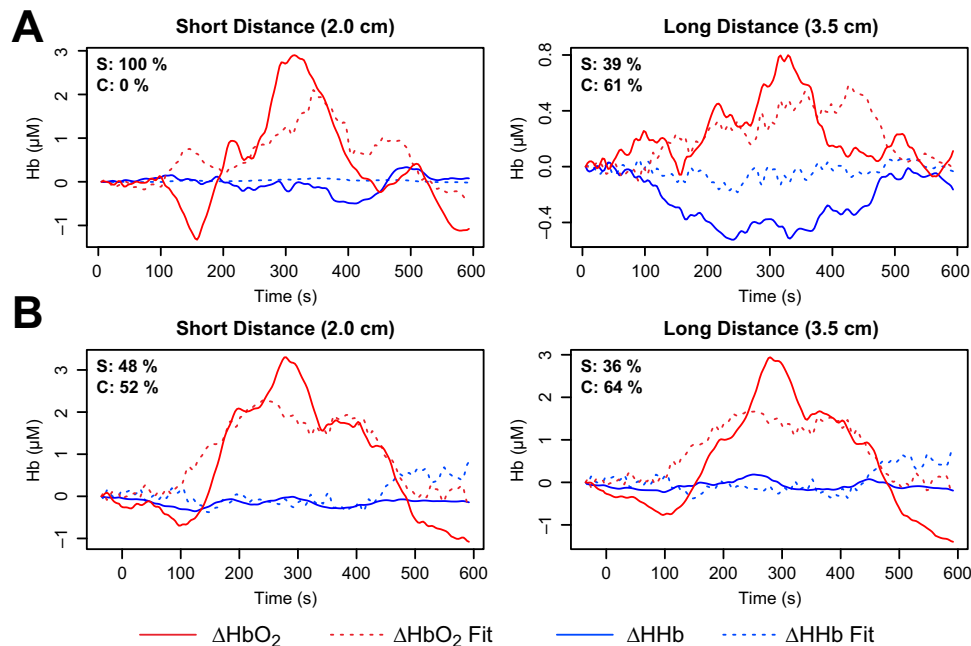 A
Short Distance (2.0 cm)
Long Distance (3.5 cm)
S: 100 %
C: 0 %
S: 39 %
C: 61 %
Hb (µM)
3
2
1
0
−1
Hb (µM)
0.8
0.4
0.0
−0.4
0 100 200 300 400 500 600
0 100 200 300 400 500 600
Time (s)
Time (s)
B
Short Distance (2.0 cm)
Long Distance (3.5 cm)
S: 48 %
C: 52 %
S: 36 %
C: 64 %
Hb (µM)
3
2
1
0
−1
Hb (µM)
3
2
1
0
−1
0 100 200 300 400 500 600
0 100 200 300 400 500 600
Time (s)
Time (s)
ΔHbO₂ ΔHbO₂ Fit ΔHHb ΔHHb Fit